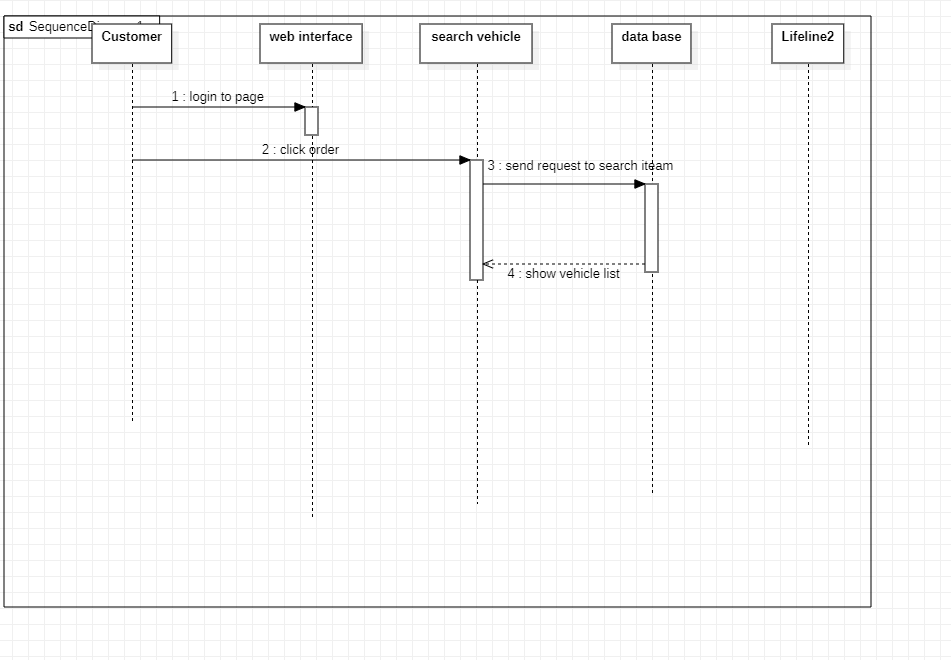 sd SequenceDi
Customer
web interface
search vehicle
data base
Lifeline2
1 : login to page
2 : click order
3 : send request to search iteam
4 : show vehicle list